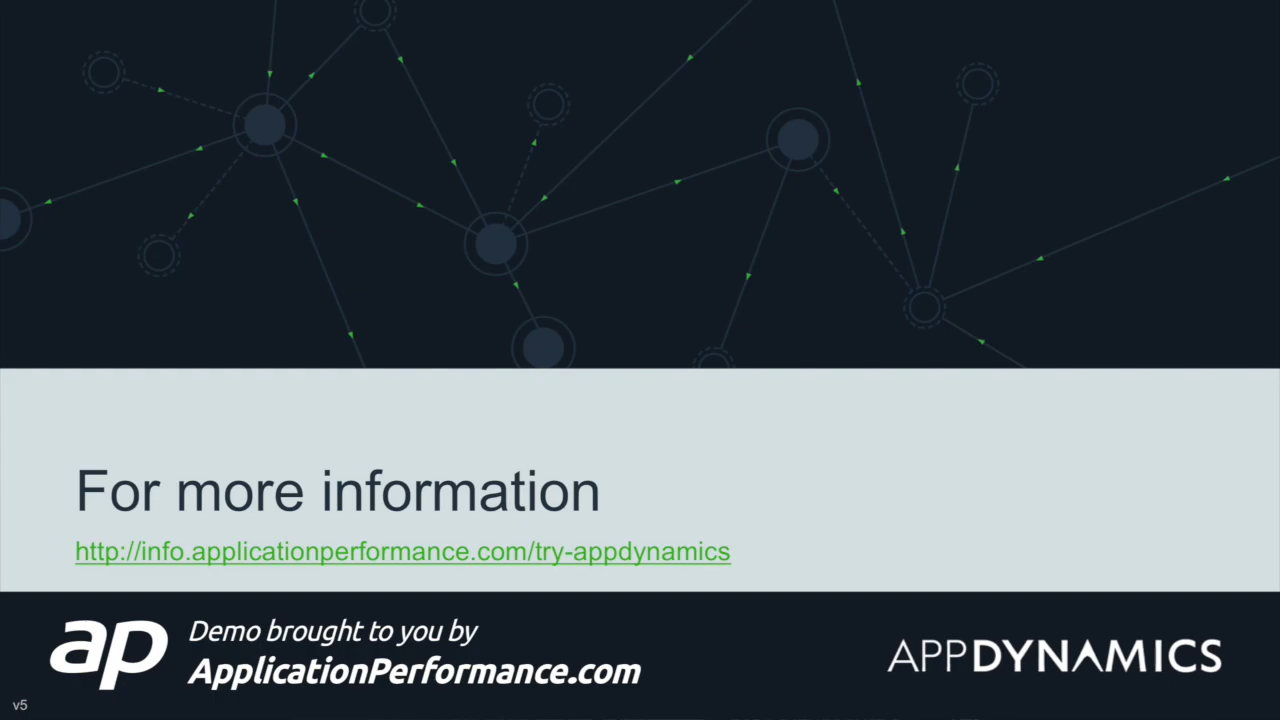 For more information
http://info.applicationperformance.com/try-appdynamics
ap
Demo brought to you by
ApplicationPerformance.com
APPDYNAMICS
v5